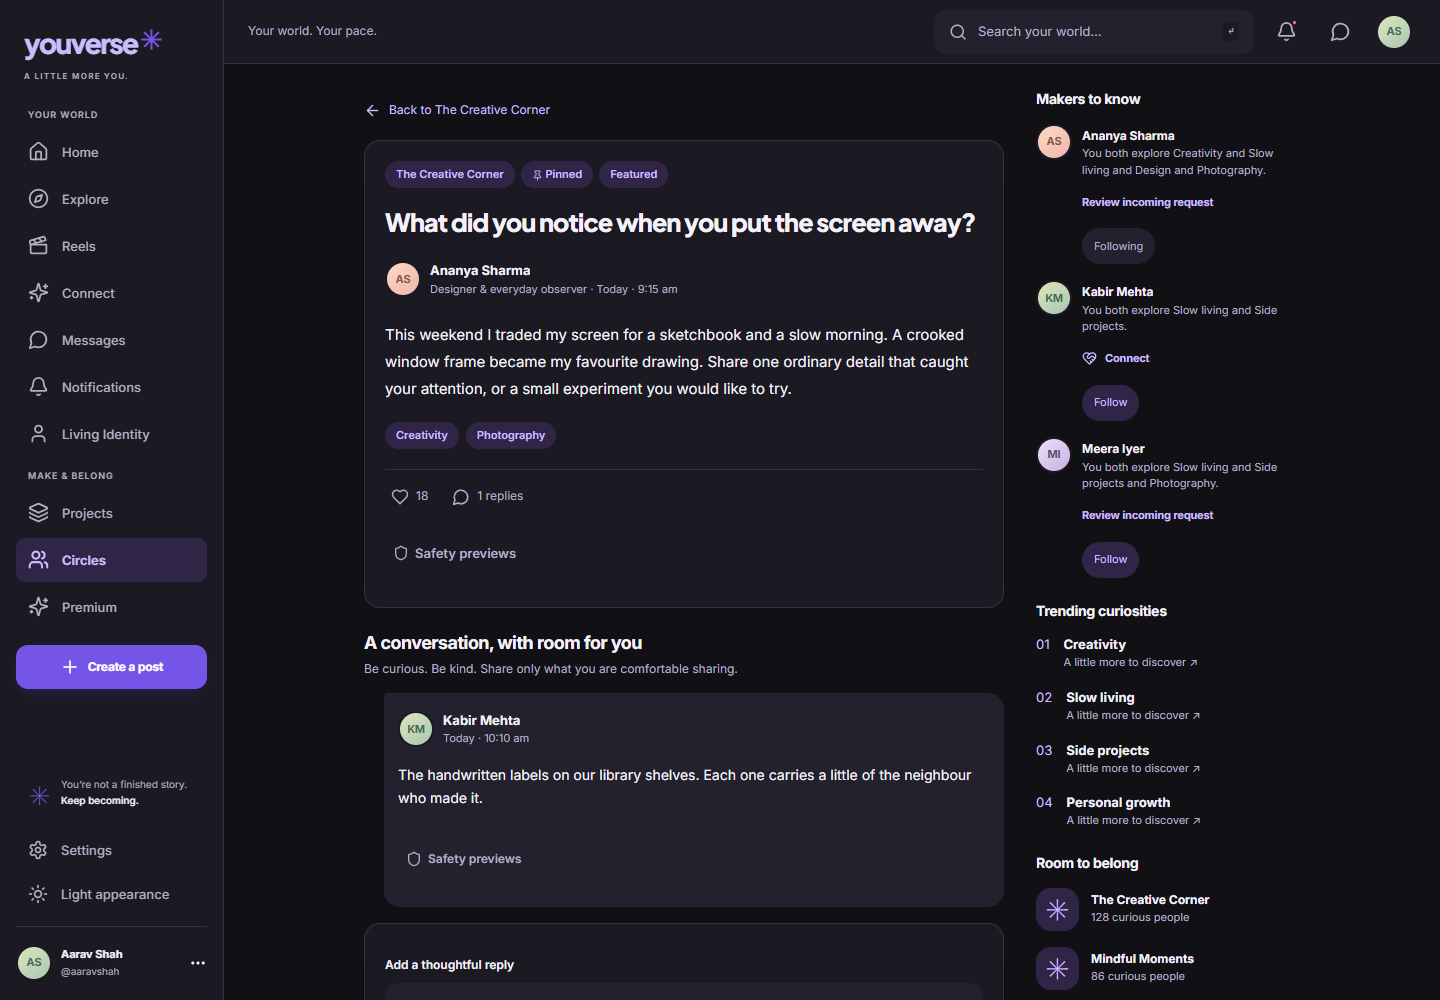 youverse
A LITTLE MORE YOU.
YOUR WORLD
Home
Explore
Reels
Connect
Messages
Notifications
Living Identity
MAKE & BELONG
Projects
Circles
Premium
Create a post
You're not a finished story.
Keep becoming.
Settings
Light appearance
AS
Aarav Shah
@aaravshah
Your world. Your pace.
Search your world...
AS
Back to The Creative Corner
The Creative Corner
Pinned
Featured
What did you notice when you put the screen away?
AS
Ananya Sharma
Designer & everyday observer · Today · 9:15 am
This weekend I traded my screen for a sketchbook and a slow morning. A crooked
window frame became my favourite drawing. Share one ordinary detail that caught
your attention, or a small experiment you would like to try.
Creativity
Photography
18
1 replies
Safety previews
A conversation, with room for you
Be curious. Be kind. Share only what you are comfortable sharing.
KM
Kabir Mehta
Today · 10:10 am
The handwritten labels on our library shelves. Each one carries a little of the neighbour
who made it.
Safety previews
Add a thoughtful reply
Makers to know
AS
Ananya Sharma
You both explore Creativity and Slow
living and Design and Photography.
Review incoming request
Following
KM
Kabir Mehta
You both explore Slow living and Side
projects.
Connect
Follow
MI
Meera Iyer
You both explore Slow living and Side
projects and Photography.
Review incoming request
Follow
Trending curiosities
01 Creativity
A little more to discover ↗
02 Slow living
A little more to discover ↗
03 Side projects
A little more to discover ↗
04 Personal growth
A little more to discover ↗
Room to belong
The Creative Corner
128 curious people
Mindful Moments
86 curious people